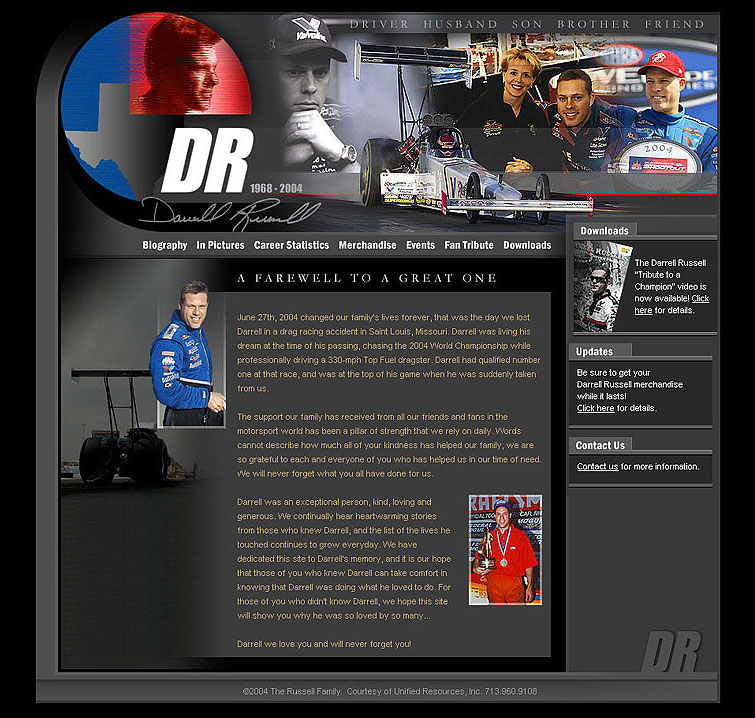 DRIVER HUSBAND SON BROTHER FRIEND
2004
DR
1968 - 2004
Darrell Russell
Biography In Pictures Career Statistics Merchandise Events Fan Tribute Downloads
A FAREWELL TO A GREAT ONE
June 27th, 2004 changed our family's lives forever, that was the day we lost
Darrell in a drag racing accident in Saint Louis, Missouri. Darrell was living his
dream at the time of his passing, chasing the 2004 World Championship while
professionally driving a 330-mph Top Fuel dragster. Darrell had qualified number
one at that race, and was at the top of his game when he was suddenly taken
from us.
The support our family has received from all our friends and fans in the
motorsport world has been a pillar of strength that we rely on daily. Words
cannot describe how much all of your kindness has helped our family, we are
so grateful to each and everyone of you who has helped us in our time of need.
We will never forget what you all have done for us.
Darrell was an exceptional person, kind, loving and
generous. We continually hear heartwarming stories
from those who knew Darrell, and the list of the lives he
touched continues to grow everyday. We have
dedicated this site to Darrell's memory, and it is our hope
that those of you who knew Darrell can take comfort in
knowing that Darrell was doing what he loved to do. For
those of you who didn't know Darrell, we hope this site
will show you why he was so loved by so many...
Darrell we love you and will never forget you!
Downloads
The Darrell Russell
"Tribute to a
Champion" video is
now available! Click
here for details.
Updates
Be sure to get your
Darrell Russell merchandise
while it lasts!
Click here for details.
Contact Us
Contact us for more information.
DR
©2004 The Russell Family. Courtesy of Unified Resources, Inc. 713.960.9108